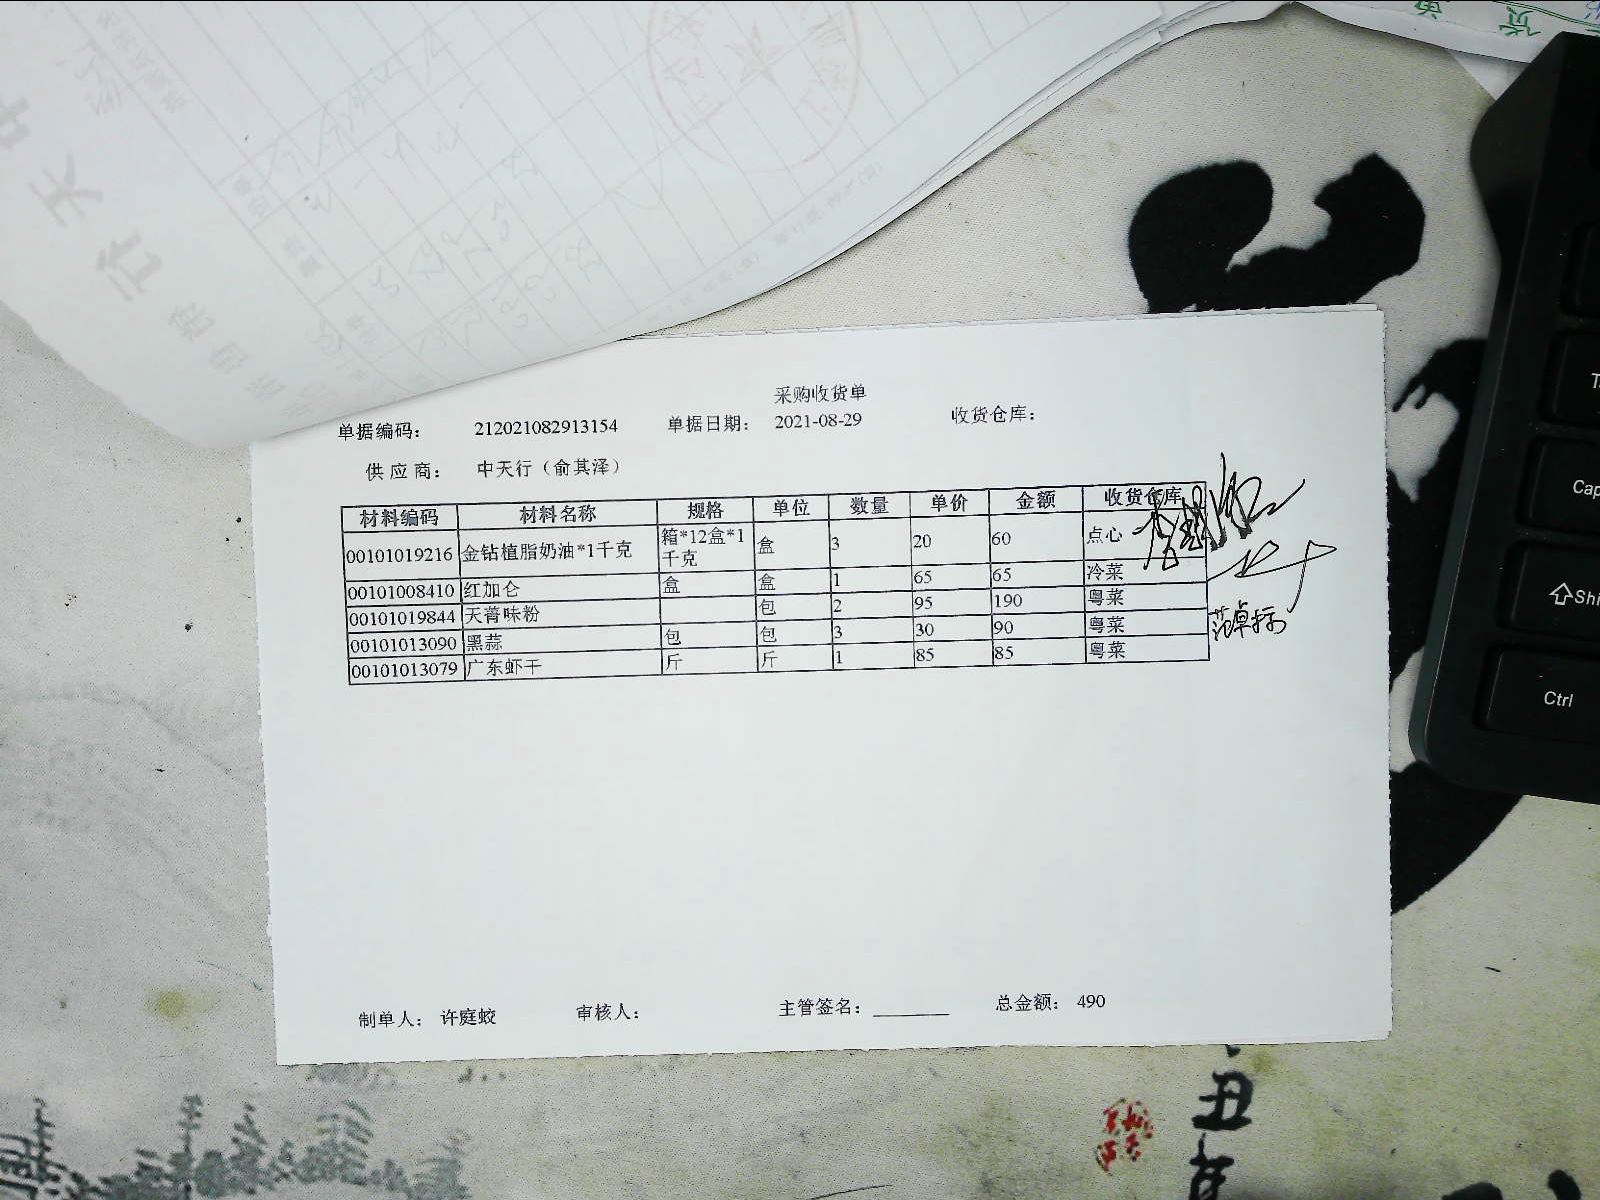 采购收货单
单据编码： 212021082913154 单据日期： 2021-08-29 收货仓库：
供应商： 中天行（俞其泽）
材料编码 材料名称 规格 单位 数量 单价 金额 收货仓库
00101019216 金钻植脂奶油*1千克 箱*12盒*1千克 盒 3 20 60 点心
00101008410 红加仑 盒 盒 1 65 65 冷菜
00101019844 天菁味粉 包 2 95 190 粤菜
00101013090 黑蒜 包 包 3 30 90 粤菜
00101013079 广东虾干 斤 斤 1 85 85 粤菜
制单人： 许庭蛟 审核人： 主管签名：________ 总金额： 490
Ctrl
丑